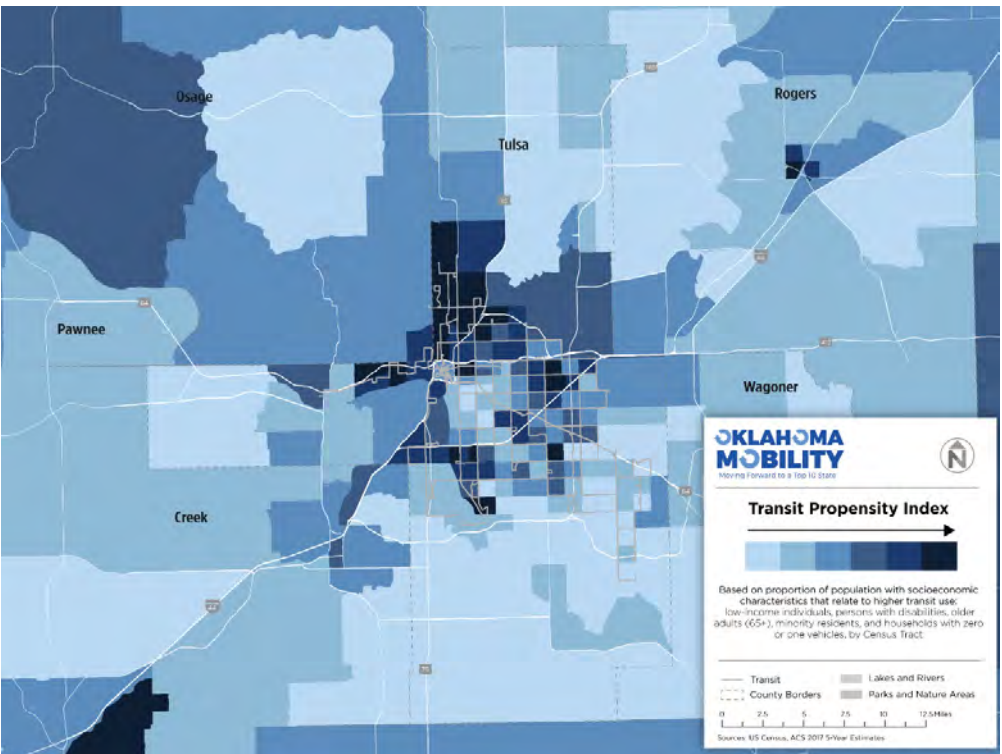 Osage
Rogers
Tulsa
Pawnee
Wagoner
Creek
44
75
64
OKLAHOMA
MOBILITY
Moving Forward to a Top 10 State
N
Transit Propensity Index
Based on proportion of population with socioeconomic
characteristics that relate to higher transit use:
low-income individuals, persons with disabilities, older
adults (65+), minority residents, and households with zero
or one vehicles, by Census Tract
Transit
Lakes and Rivers
County Borders
Parks and Nature Areas
0 2.5 5 7.5 10 12.5 Miles
Sources: US Census, ACS 2017 5-Year Estimates